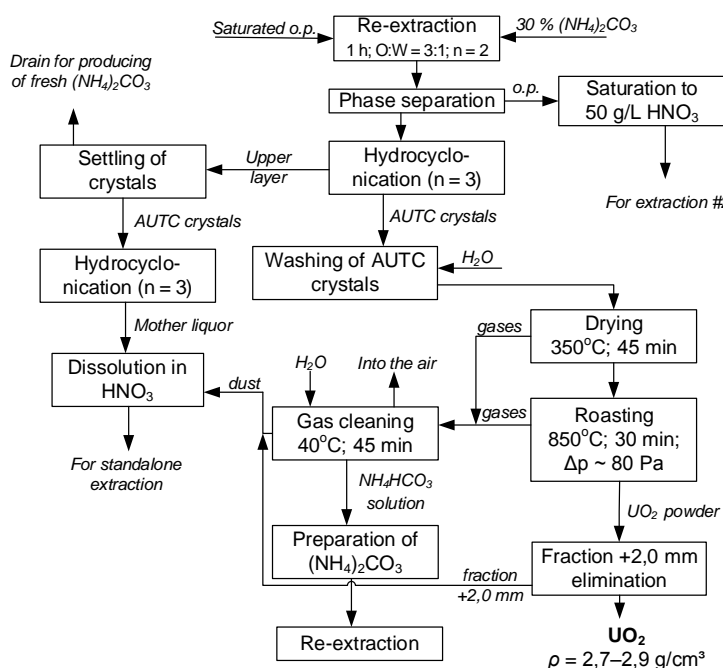 Saturated o.p.
Re-extraction
1 h; O:W = 3:1; n = 2
30 % (NH₄)₂CO₃
Drain for producing
of fresh (NH₄)₂CO₃
Phase separation
o.p.
Saturation to
50 g/L HNO₃
Settling of
crystals
Upper
layer
Hydrocyclo-
nication (n = 3)
For extraction #
AUTC crystals
AUTC crystals
Hydrocyclo-
nication (n = 3)
Washing of AUTC
crystals
H₂O
Mother liquor
gases
Drying
350°C; 45 min
Dissolution in
HNO₃
dust
H₂O
Into the air
Gas cleaning
40°C; 45 min
gases
Roasting
850°C; 30 min;
Δp ~ 80 Pa
For standalone
extraction
NH₄HCO₃
solution
UO₂ powder
Preparation of
(NH₄)₂CO₃
fraction
+2,0 mm
Fraction +2,0 mm
elimination
Re-extraction
UO₂
ρ = 2,7–2,9 g/cm³